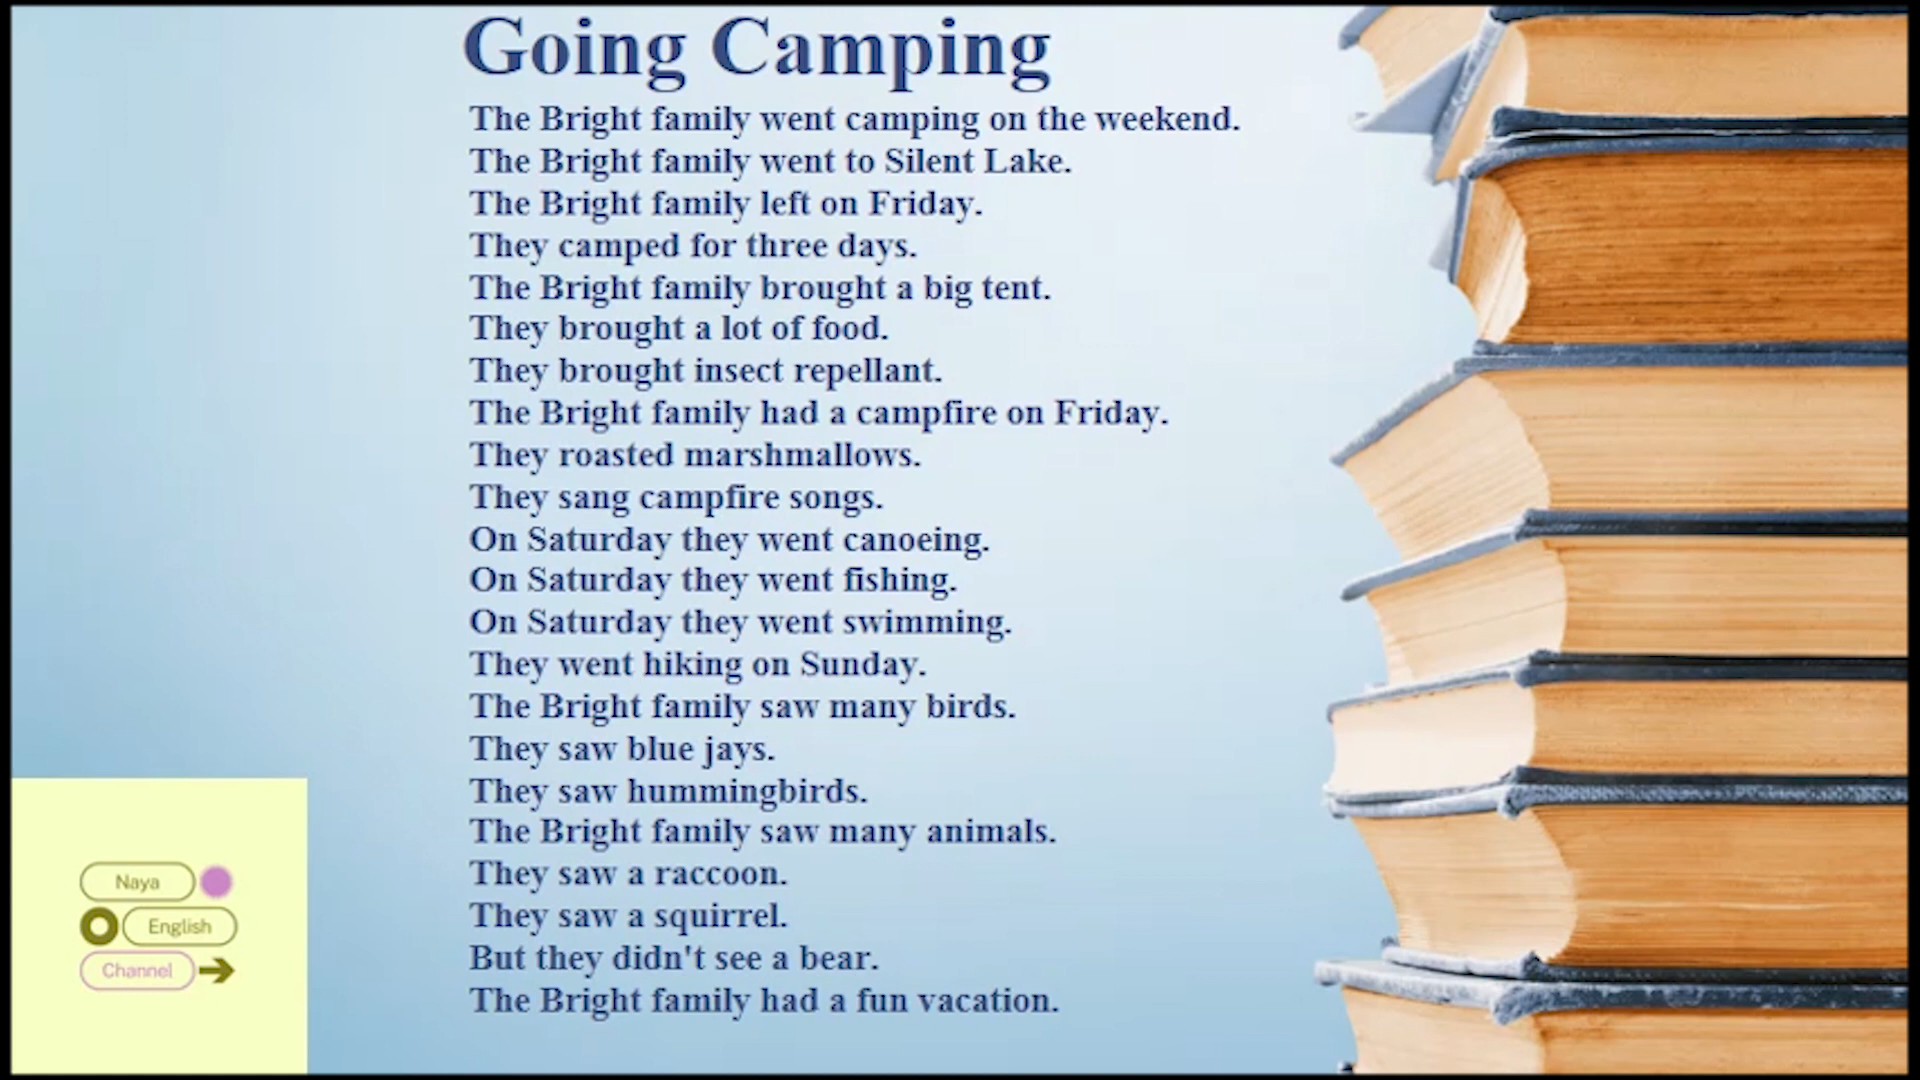 Going Camping
The Bright family went camping on the weekend.
The Bright family went to Silent Lake.
The Bright family left on Friday.
They camped for three days.
The Bright family brought a big tent.
They brought a lot of food.
They brought insect repellant.
The Bright family had a campfire on Friday.
They roasted marshmallows.
They sang campfire songs.
On Saturday they went canoeing.
On Saturday they went fishing.
On Saturday they went swimming.
They went hiking on Sunday.
The Bright family saw many birds.
They saw blue jays.
They saw hummingbirds.
The Bright family saw many animals.
They saw a raccoon.
They saw a squirrel.
But they didn't see a bear.
The Bright family had a fun vacation.
Naya
English
Channel